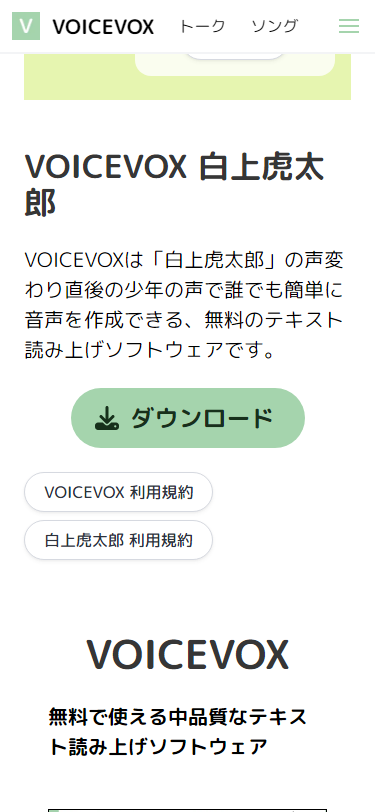 V VOICEVOX トーク ソング
VOICEVOX 白上虎太
郎
VOICEVOXは「白上虎太郎」の声変
わり直後の少年の声で誰でも簡単に
音声を作成できる、無料のテキスト
読み上げソフトウェアです。
ダウンロード
VOICEVOX 利用規約
白上虎太郎 利用規約
VOICEVOX
無料で使える中品質なテキス
ト読み上げソフトウェア